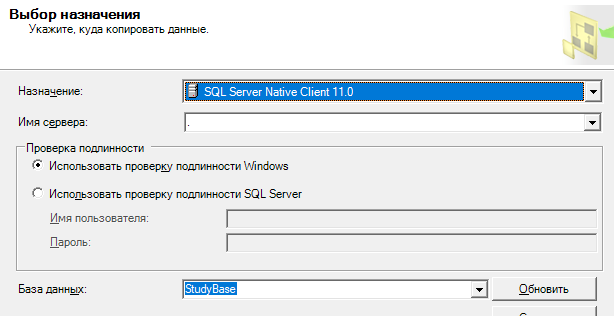 Выбор назначения
Укажите, куда копировать данные.
Назначение:
SQL Server Native Client 11.0
Имя сервера:
.
Проверка подлинности
Использовать проверку подлинности Windows
Использовать проверку подлинности SQL Server
Имя пользователя:
Пароль:
База данных:
StudyBase
Обновить